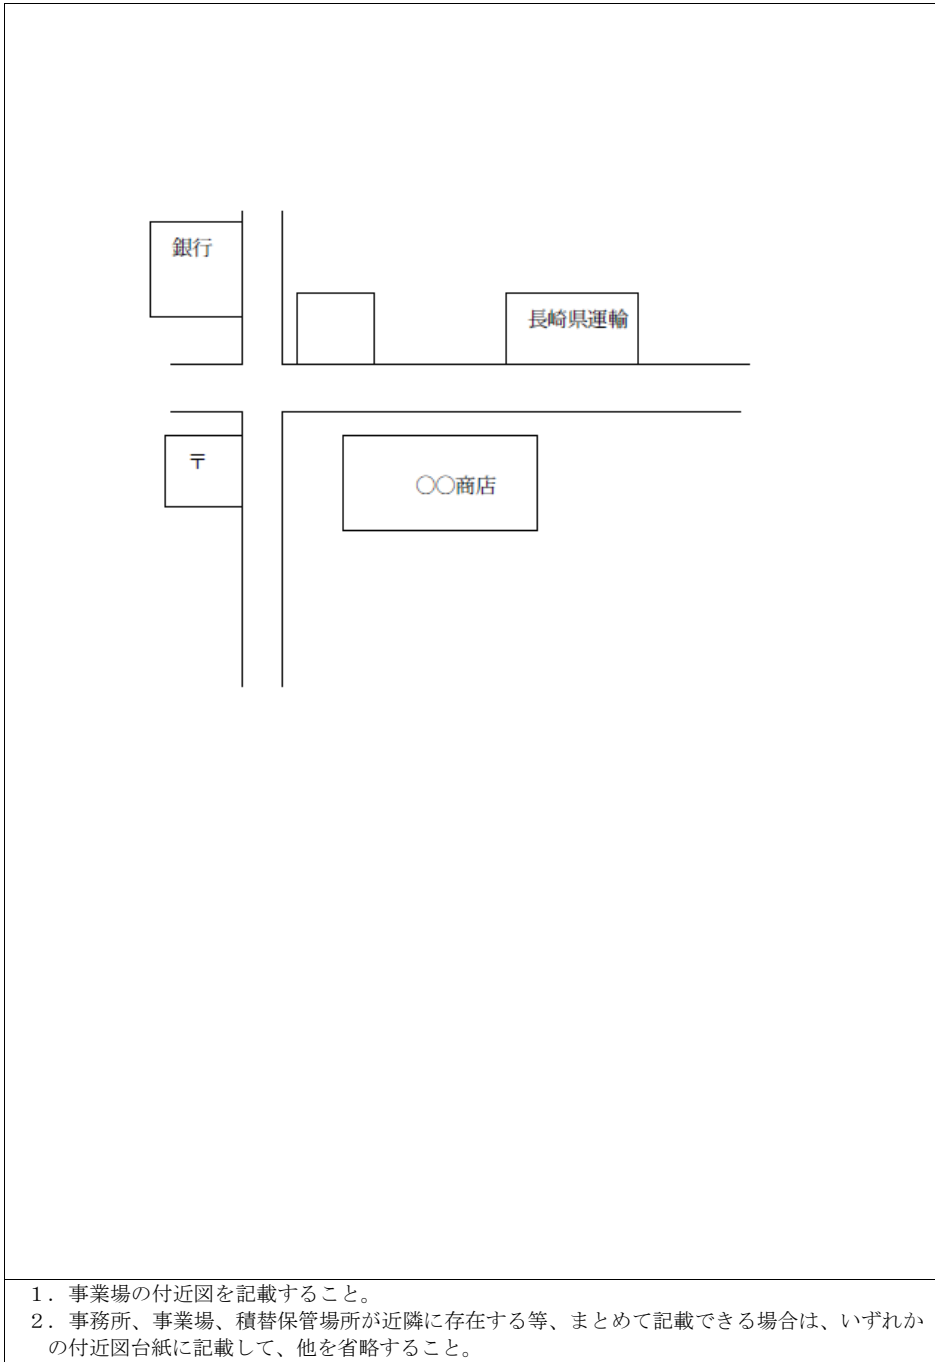 銀行
長崎県運輸
〒
〇〇商店
１．事業場の付近図を記載すること。
２．事務所、事業場、積替保管場所が近隣に存在する等、まとめて記載できる場合は、いずれか
の付近図台紙に記載して、他を省略すること。